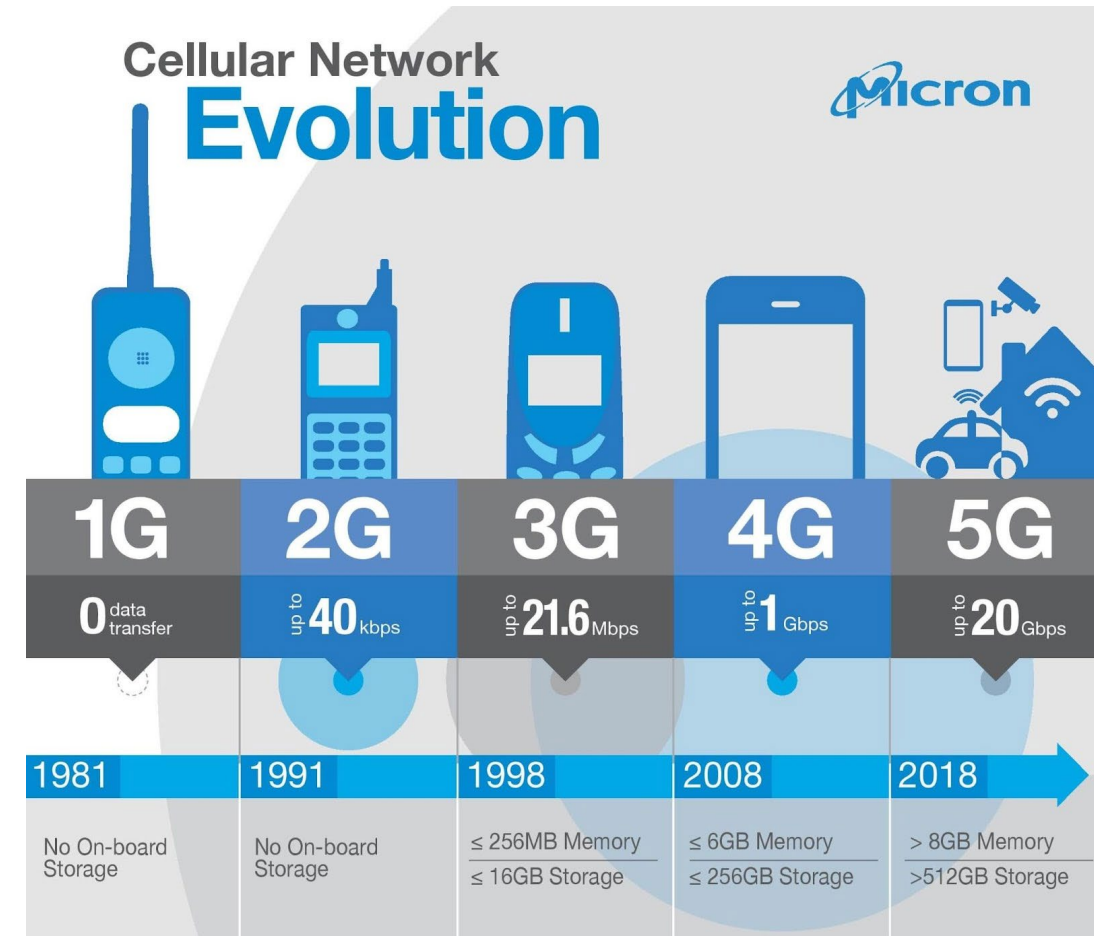 Cellular Network
Evolution
Micron
1G
2G
3G
4G
5G
0 data transfer
up to 40 kbps
up to 21.6 Mbps
up to 1 Gbps
up to 20 Gbps
1981
1991
1998
2008
2018
No On-board
Storage
No On-board
Storage
≤ 256MB Memory
≤ 16GB Storage
≤ 6GB Memory
≤ 256GB Storage
> 8GB Memory
>512GB Storage